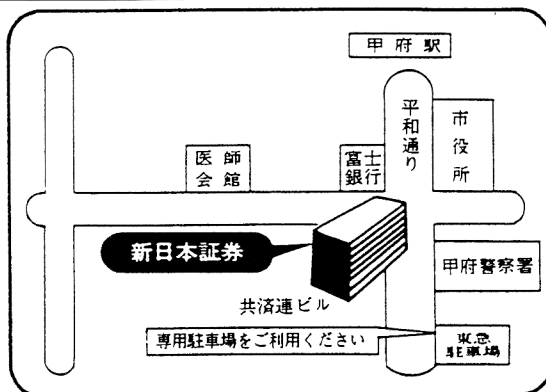 甲府駅
平和通り
市役所
医師
会館
富士
銀行
新日本証券
甲府警察署
共済連ビル
専用駐車場をご利用ください
東急
駐車場